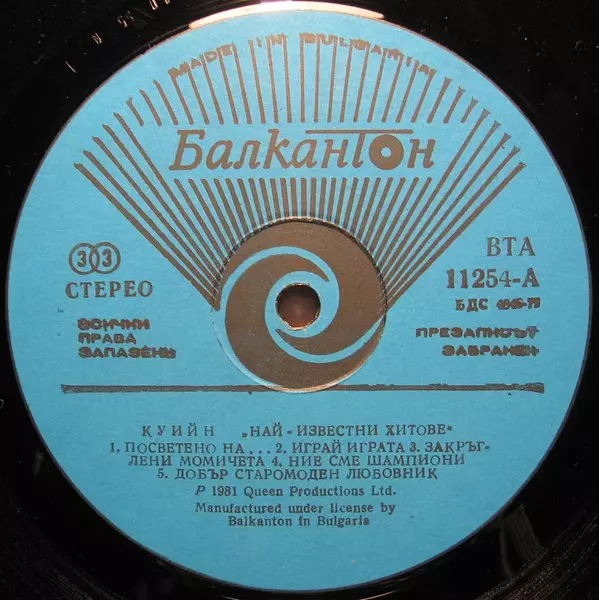 MADE IN BULGARIA
Балкантон
33
СТЕРЕО
ВТА
11254-А
БДС
ВСИЧКИ
ПРАВА
ЗАПАЗЕНИ
ПРЕЗАПИСЪТ
ЗАБРАНЕН
КУИЙН „НАЙ-ИЗВЕСТНИ ХИТОВЕ“
1. ПОСВЕТЕНО НА... 2. ИГРАЙ ИГРАТА 3. ЗАКРЪГ-
ЛЕНИ МОМИЧЕТА 4. НИЕ СМЕ ШАМПИОНИ
5. ДОБЪР СТАРОМОДЕН ЛЮБОВНИК
P 1981 Queen Productions Ltd.
Manufactured under license by
Balkanton in Bulgaria